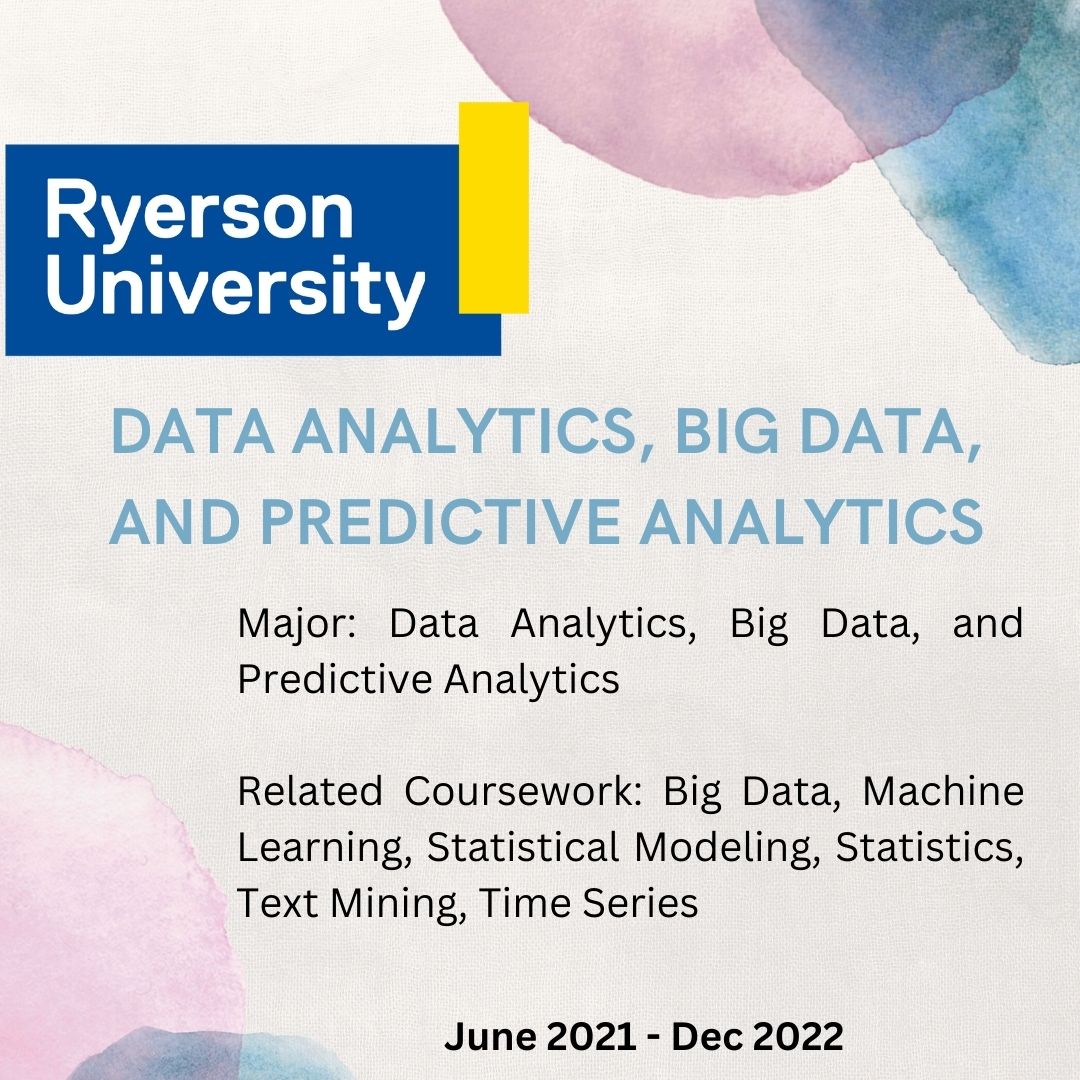 Ryerson
University
DATA ANALYTICS, BIG DATA,
AND PREDICTIVE ANALYTICS
Major: Data Analytics, Big Data, and
Predictive Analytics
Related Coursework: Big Data, Machine
Learning, Statistical Modeling, Statistics,
Text Mining, Time Series
June 2021 - Dec 2022